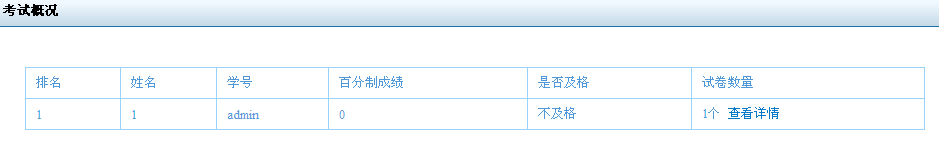 考试概况
排名 姓名 学号 百分制成绩 是否及格 试卷数量
1 1 admin 0 不及格 1个 查看详情